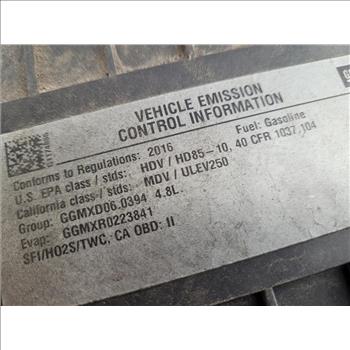 GM
VEHICLE EMISSION
CONTROL INFORMATION
Conforms to Regulations: 2016 Fuel: Gasoline
U.S. EPA class / stds: HDV / HD85-10, 40 CFR 1037.104
California class / stds: MDV / ULEV250
Group: GGMXD06.0394 4.8L
Evap: GGMXR0223841
SFI/HO2S/TWC, CA OBD: II